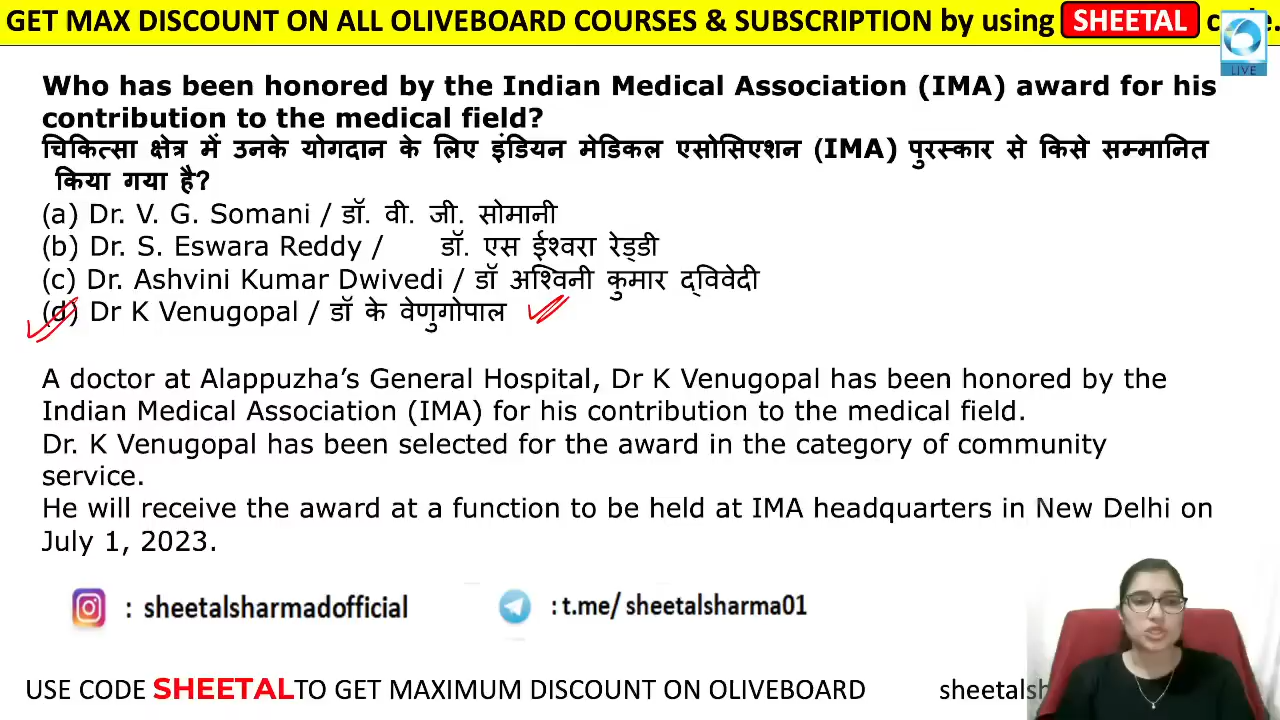 GET MAX DISCOUNT ON ALL OLIVEBOARD COURSES & SUBSCRIPTION by using SHEETAL code.
LIVE
Who has been honored by the Indian Medical Association (IMA) award for his
contribution to the medical field?
चिकित्सा क्षेत्र में उनके योगदान के लिए इंडियन मेडिकल एसोसिएशन (IMA) पुरस्कार से किसे सम्मानित
किया गया है?
(a) Dr. V. G. Somani / डॉ. वी. जी. सोमानी
(b) Dr. S. Eswara Reddy / डॉ. एस ईश्वरा रेड्डी
(c) Dr. Ashvini Kumar Dwivedi / डॉ अश्विनी कुमार द्विवेदी
(d) Dr K Venugopal / डॉ के वेणुगोपाल
A doctor at Alappuzha’s General Hospital, Dr K Venugopal has been honored by the
Indian Medical Association (IMA) for his contribution to the medical field.
Dr. K Venugopal has been selected for the award in the category of community
service.
He will receive the award at a function to be held at IMA headquarters in New Delhi on
July 1, 2023.
: sheetalsharmadofficial
: t.me/ sheetalsharma01
USE CODE SHEETALTO GET MAXIMUM DISCOUNT ON OLIVEBOARD